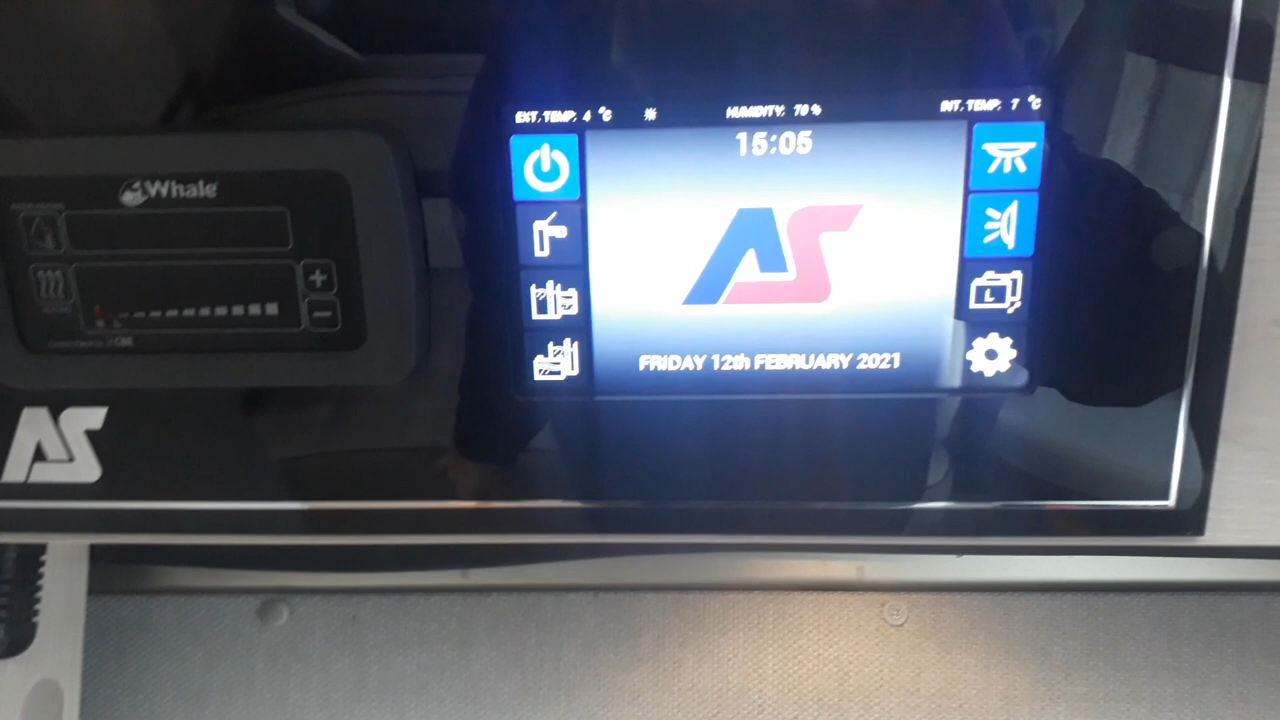 EXT. TEMP: 4 °C
HUMIDITY: 70 %
INT. TEMP: 7 °C
15:05
AS
FRIDAY 12th FEBRUARY 2021
L
Whale
+
−
AS